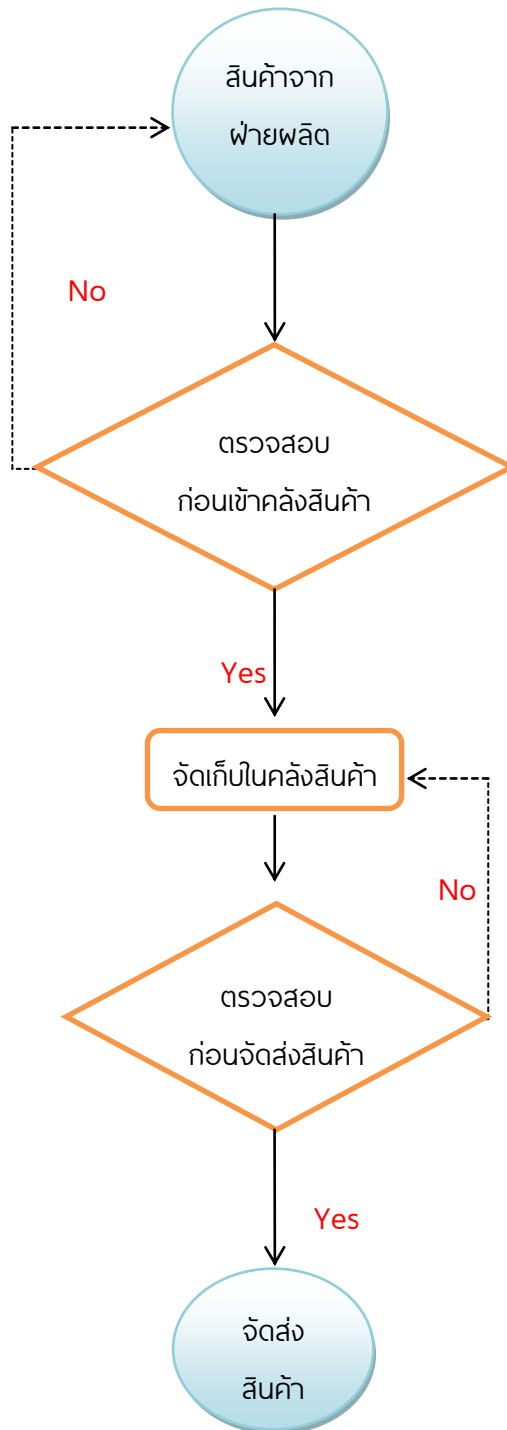 สินค้าจาก
ฝ่ายผลิต
No
ตรวจสอบ
ก่อนเข้าคลังสินค้า
Yes
จัดเก็บในคลังสินค้า
No
ตรวจสอบ
ก่อนจัดส่งสินค้า
Yes
จัดส่ง
สินค้า